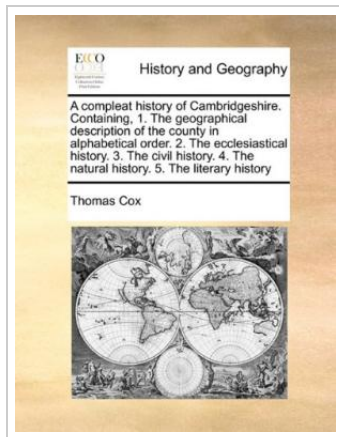 ECCO
History and Geography
A compleat history of Cambridgeshire.
Containing, 1. The geographical
description of the county in
alphabetical order. 2. The ecclesiastical
history. 3. The civil history. 4. The
natural history. 5. The literary history
Thomas Cox